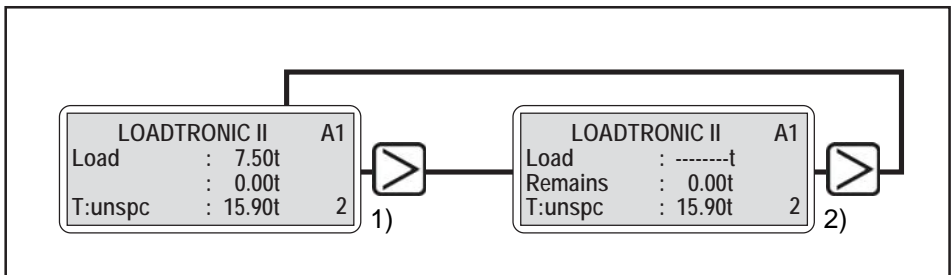 LOADTRONIC II A1
Load : 7.50t
: 0.00t
T:unspc : 15.90t 2
1)
LOADTRONIC II A1
Load : --------t
Remains : 0.00t
T:unspc : 15.90t 2
2)